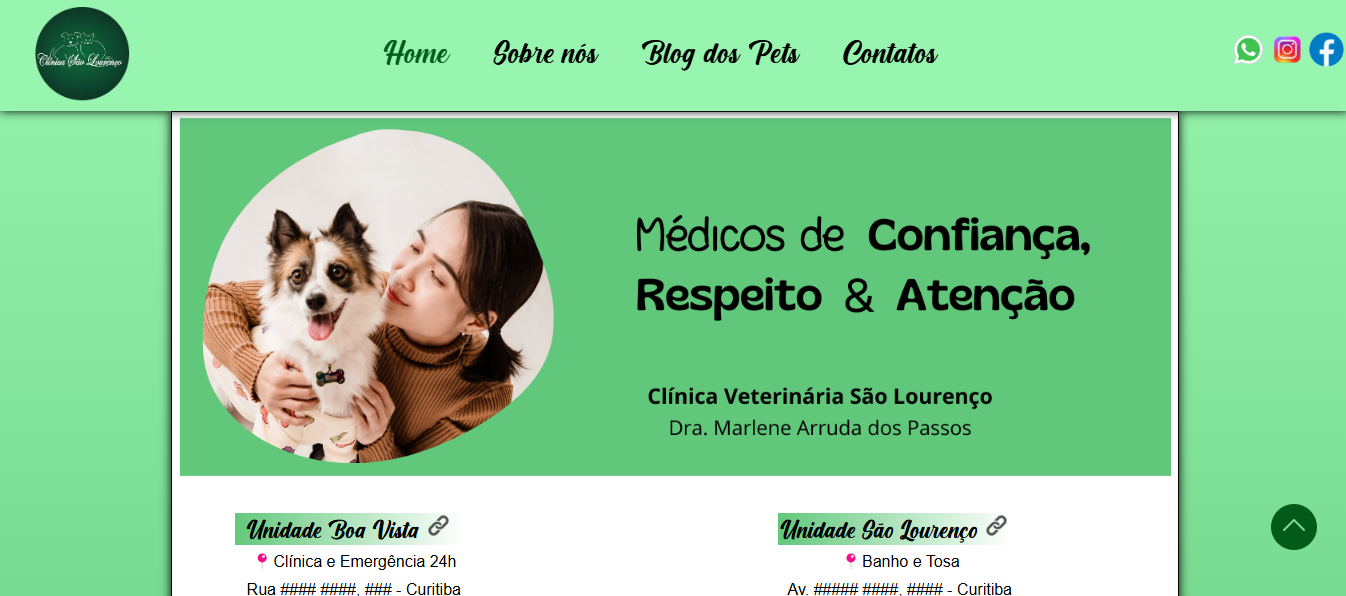 Clínica São Lourenço
Home Sobre nós Blog dos Pets Contatos
Médicos de Confiança,
Respeito & Atenção
Clínica Veterinária São Lourenço
Dra. Marlene Arruda dos Passos
Unidade Boa Vista
Clínica e Emergência 24h
Rua #### ####, ### - Curitiba
Unidade São Lourenço
Banho e Tosa
Av. ##### ####, #### - Curitiba